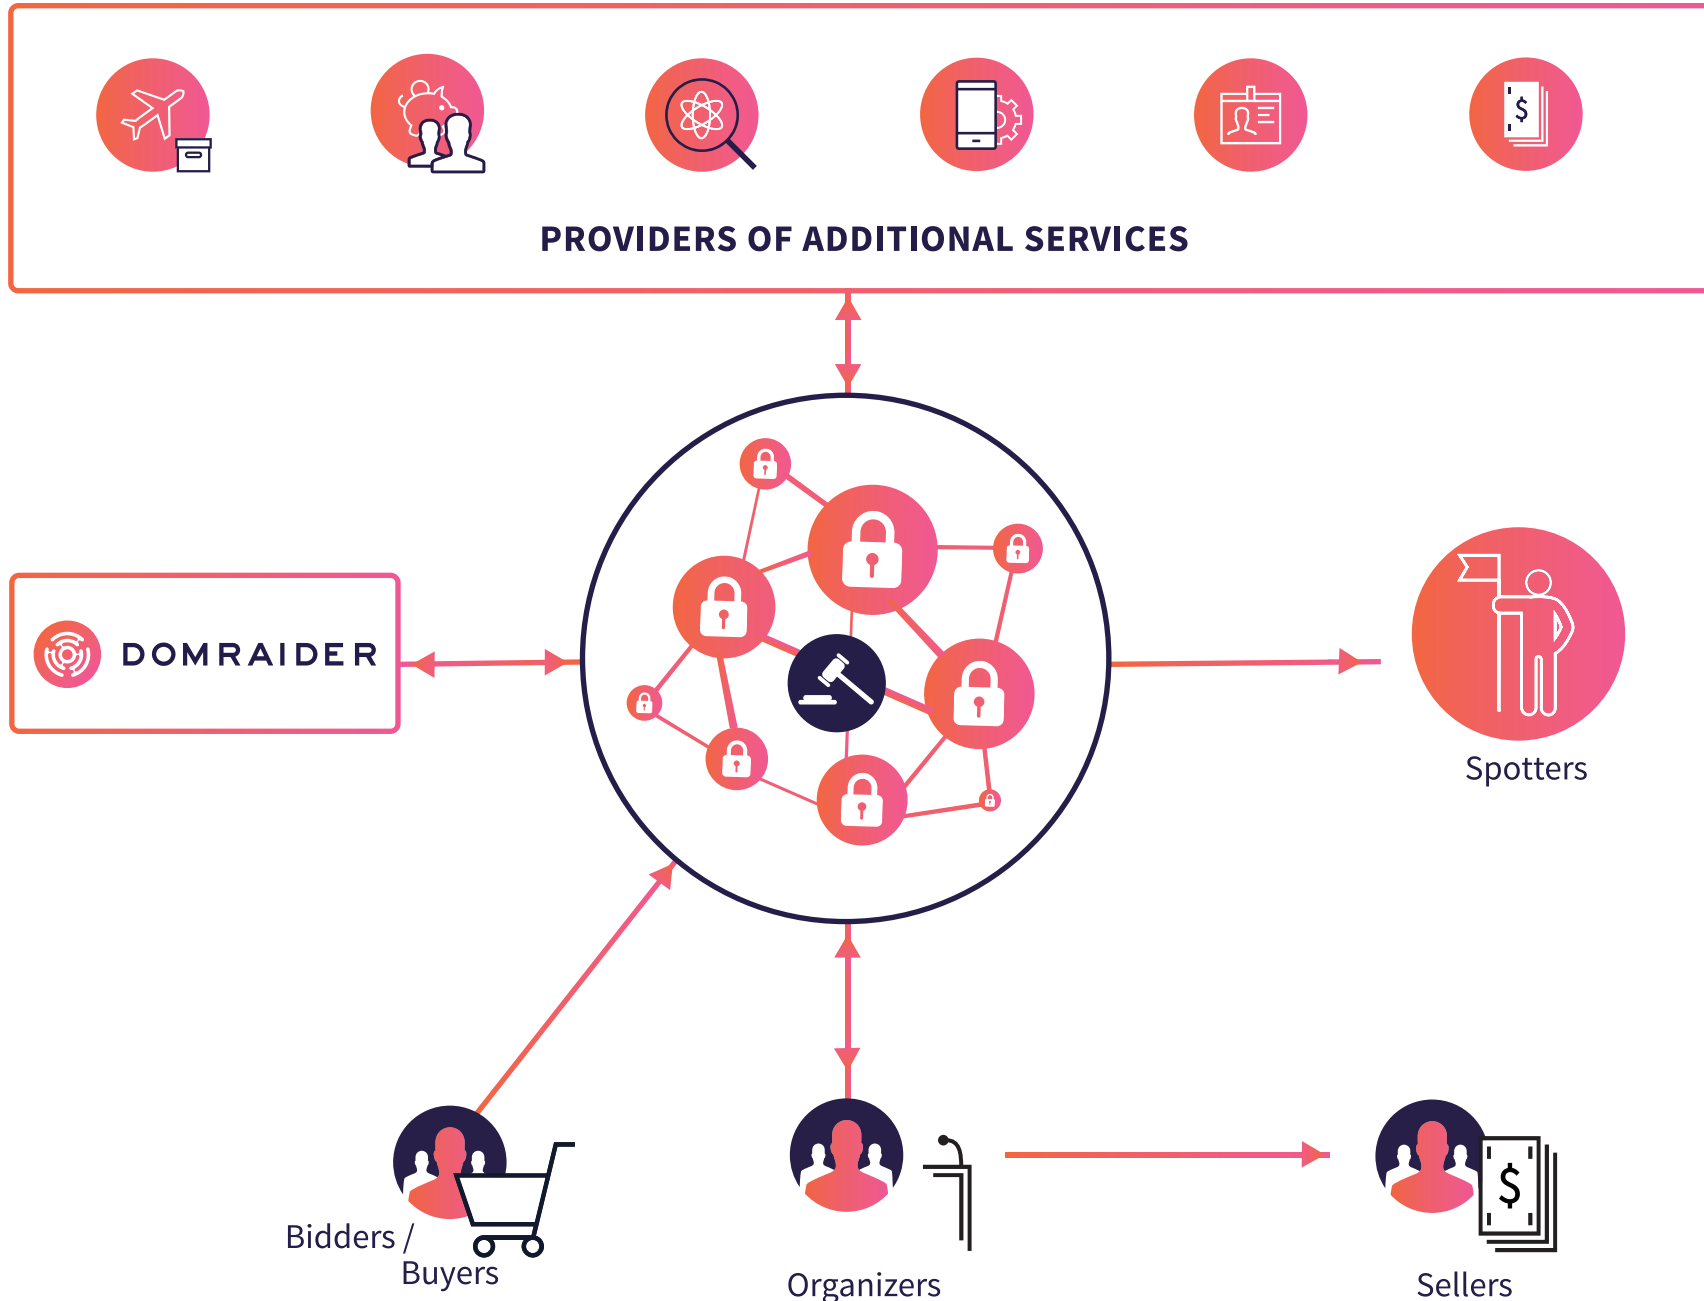 PROVIDERS OF ADDITIONAL SERVICES
DOMRAIDER
Spotters
Bidders /
Buyers
Organizers
Sellers
$
$